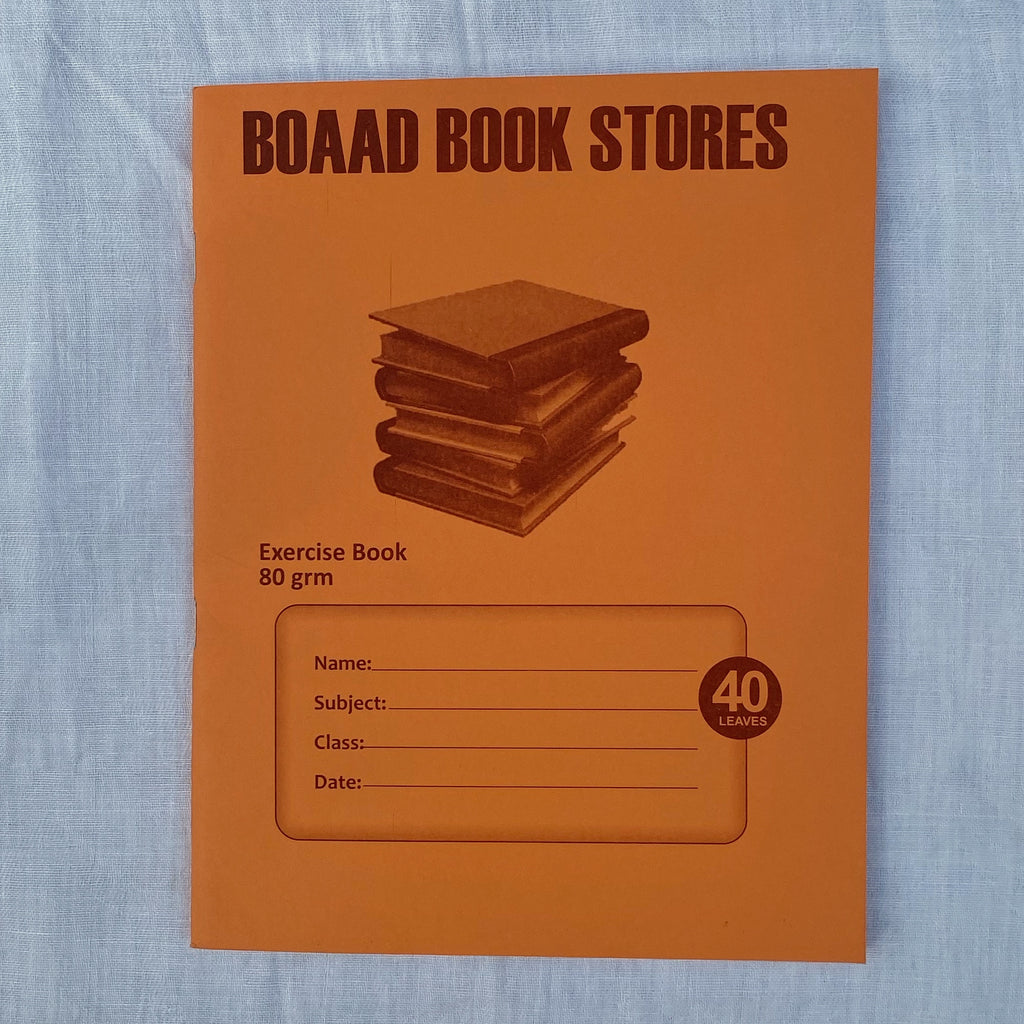 BOAAD BOOK STORES
Exercise Book
80 grm
Name:
Subject:
Class:
Date:
40
LEAVES